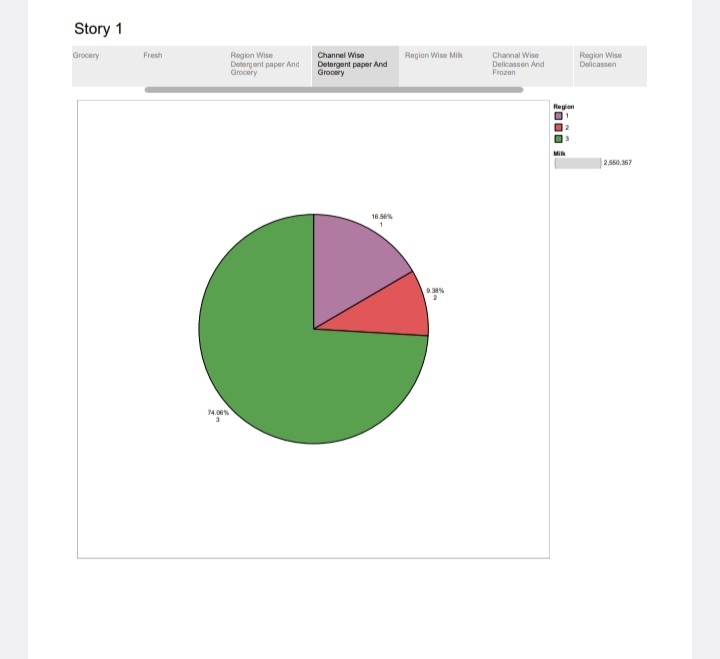 Story 1
Grocery
Fresh
Region Wise
Detergent paper And
Grocery
Channel Wise
Detergent paper And
Grocery
Region Wise Milk
Channal Wise
Delicassen And
Frozen
Region Wise
Delicassen
Region
1
2
3
Milk
2,550,357
16.56%
1
9.38%
2
74.06%
3